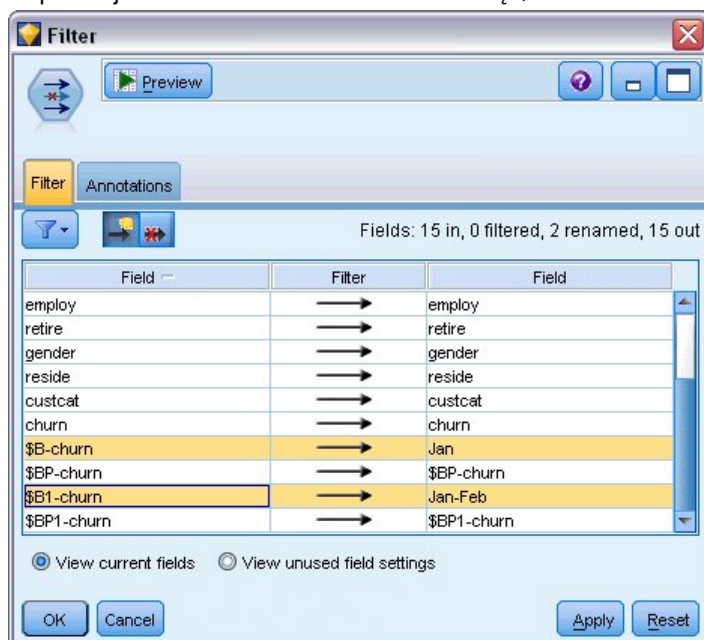 Filter
Preview
Filter Annotations
Fields: 15 in, 0 filtered, 2 renamed, 15 out
Field Filter Field
employ employ
retire retire
gender gender
reside reside
custcat custcat
churn churn
$B-churn Jan
$BP-churn $BP-churn
$B1-churn Jan-Feb
$BP1-churn $BP1-churn
View current fields View unused field settings
OK Cancel Apply Reset